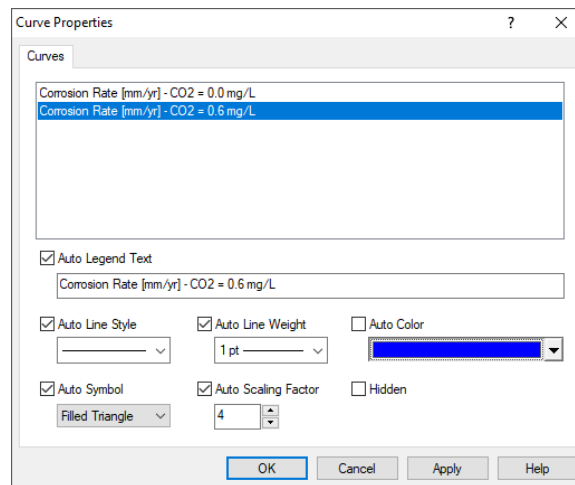 Curve Properties
?
Curves
Corrosion Rate [mm/yr] - CO2 = 0.0 mg/L
Corrosion Rate [mm/yr] - CO2 = 0.6 mg/L
Auto Legend Text
Corrosion Rate [mm/yr] - CO2 = 0.6 mg/L
Auto Line Style Auto Line Weight Auto Color
1 pt
Auto Symbol Auto Scaling Factor Hidden
Filled Triangle 4
OK Cancel Apply Help